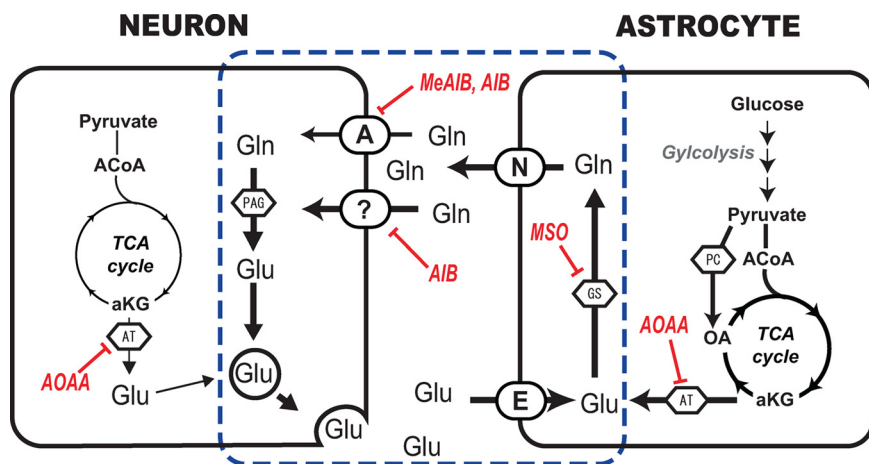 NEURON
ASTROCYTE
Pyruvate
ACoA
TCA
cycle
aKG
AT
AOAA
Glu
Gln
PAG
Glu
Glu
Glu
A
MeAIB, AIB
Gln
Gln
?
Gln
AIB
Glu
Glu
N
Gln
MSO
GS
E
Glu
Glucose
Gylcolysis
Pyruvate
PC
ACoA
OA
TCA
cycle
AOAA
AT
aKG